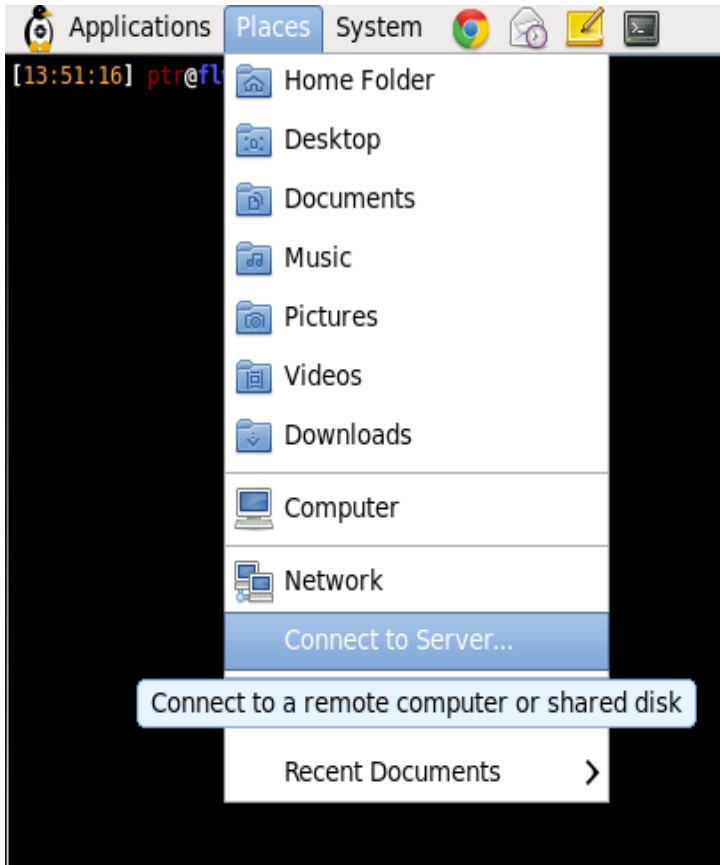 Applications Places System
[13:51:16] ptr@fl
Home Folder
Desktop
Documents
Music
Pictures
Videos
Downloads
Computer
Network
Connect to Server...
Connect to a remote computer or shared disk
Recent Documents